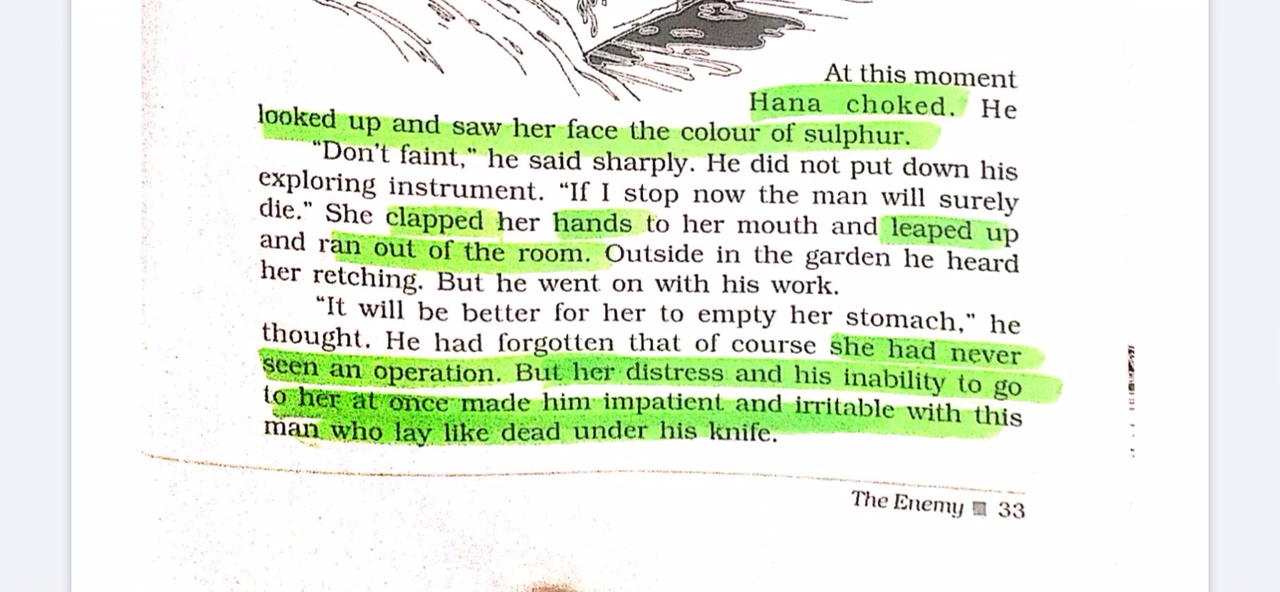 At this moment
Hana choked. He
looked up and saw her face the colour of sulphur.
"Don't faint," he said sharply. He did not put down his
exploring instrument. "If I stop now the man will surely
die." She clapped her hands to her mouth and leaped up
and ran out of the room. Outside in the garden he heard
her retching. But he went on with his work.
"It will be better for her to empty her stomach," he
thought. He had forgotten that of course she had never
seen an operation. But her distress and his inability to go
to her at once made him impatient and irritable with this
man who lay like dead under his knife.
The Enemy ■ 33